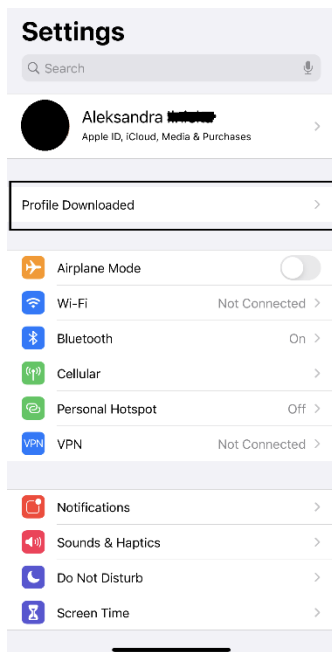 Settings
Search
Aleksandra
Apple ID, iCloud, Media & Purchases
Profile Downloaded
Airplane Mode
Wi-Fi Not Connected
Bluetooth On
Cellular
Personal Hotspot Off
VPN VPN Not Connected
Notifications
Sounds & Haptics
Do Not Disturb
Screen Time